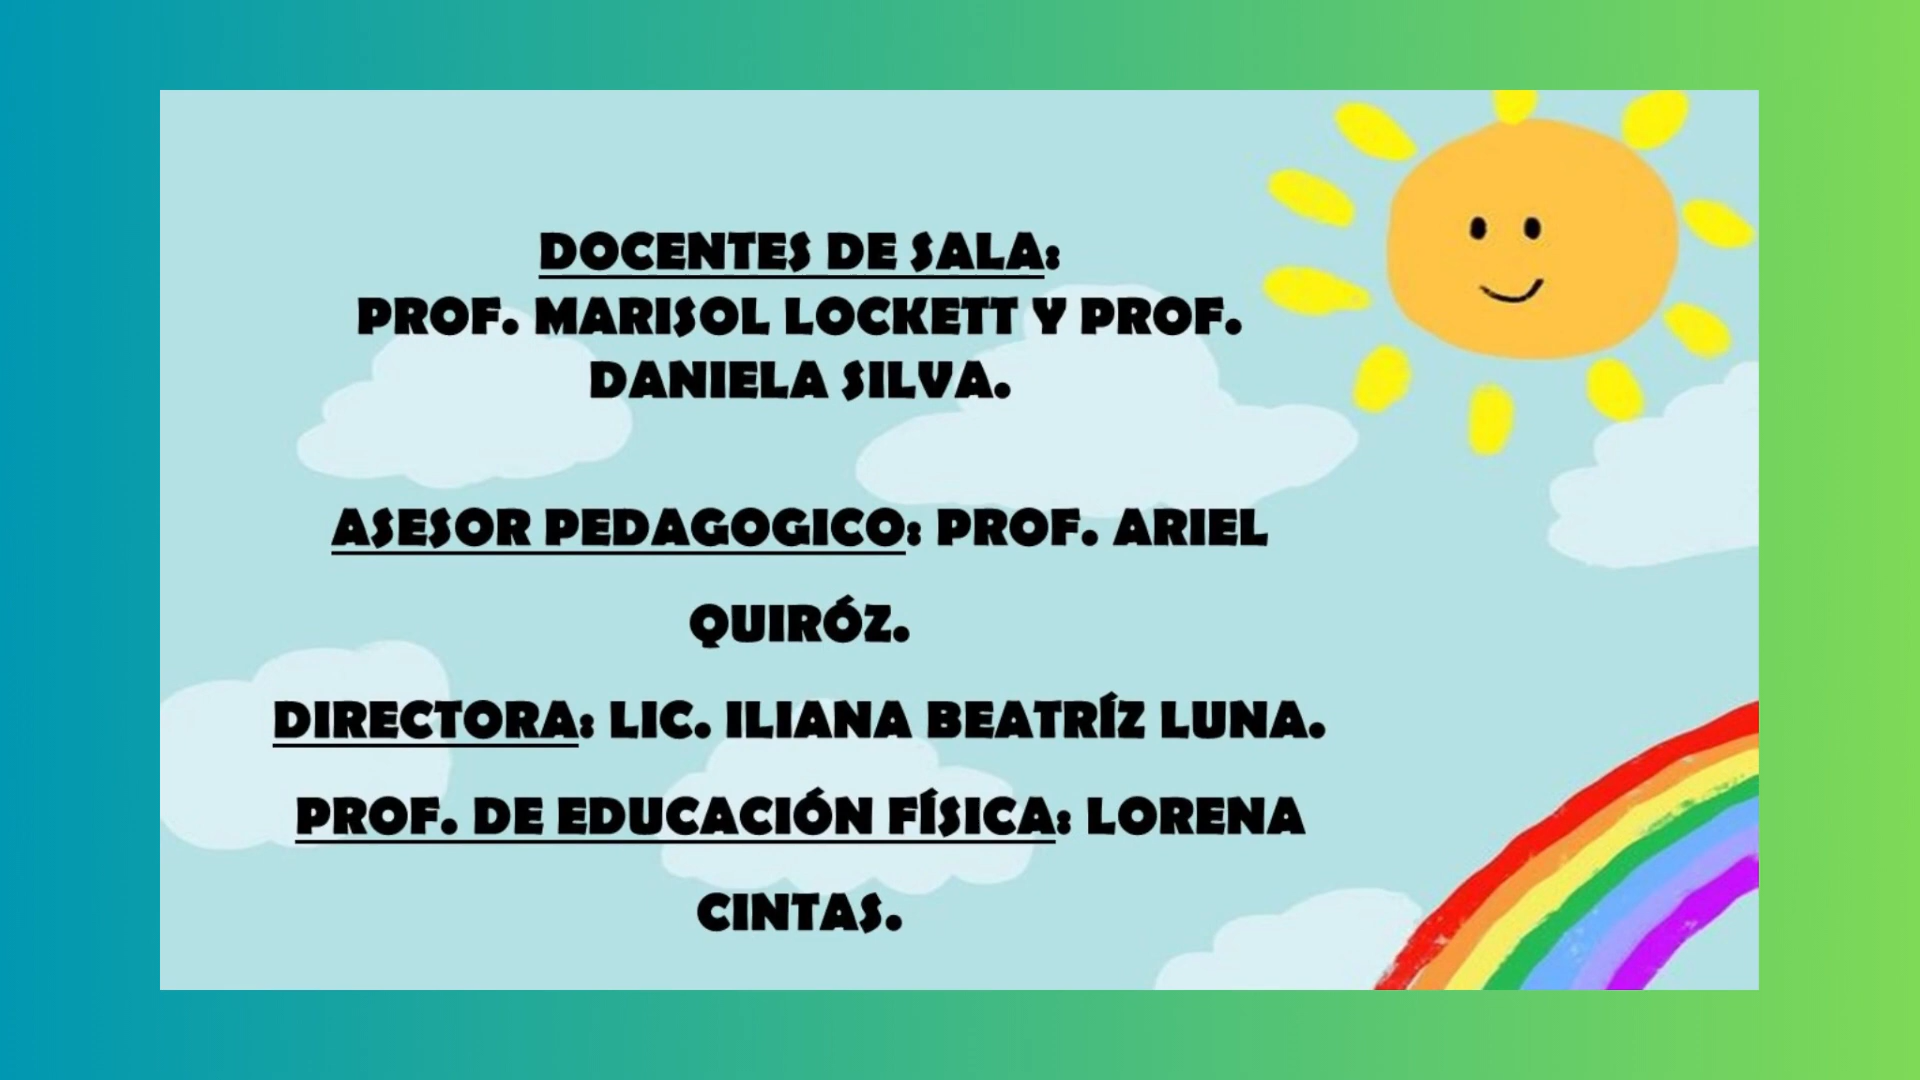 DOCENTES DE SALA:
PROF. MARISOL LOCKETT Y PROF.
DANIELA SILVA.
ASESOR PEDAGOGICO: PROF. ARIEL
QUIRÓZ.
DIRECTORA: LIC. ILIANA BEATRÍZ LUNA.
PROF. DE EDUCACIÓN FÍSICA: LORENA
CINTAS.